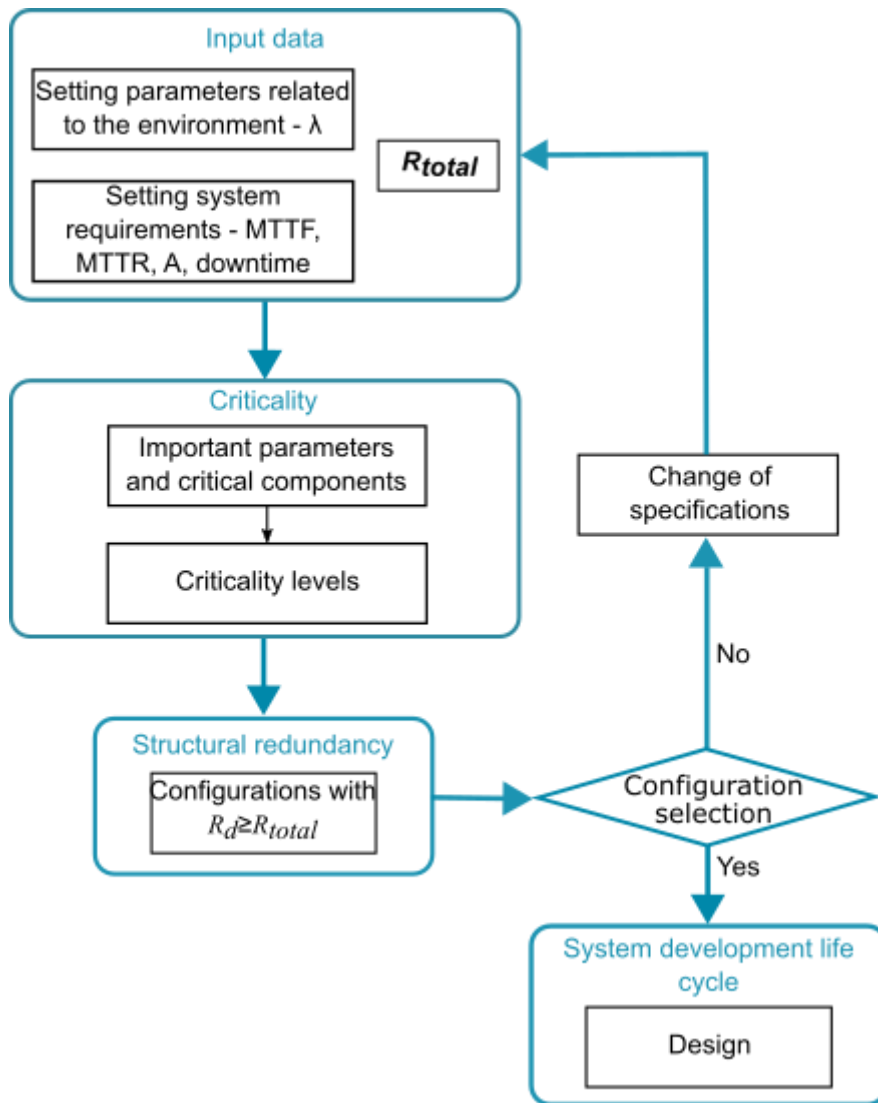 Input data
Setting parameters related
to the environment - λ
R_total
Setting system
requirements - MTTF,
MTTR, A, downtime
Criticality
Important parameters
and critical components
Criticality levels
Change of
specifications
No
Structural redundancy
Configurations with
R_d≥R_total
Configuration
selection
Yes
System development life
cycle
Design